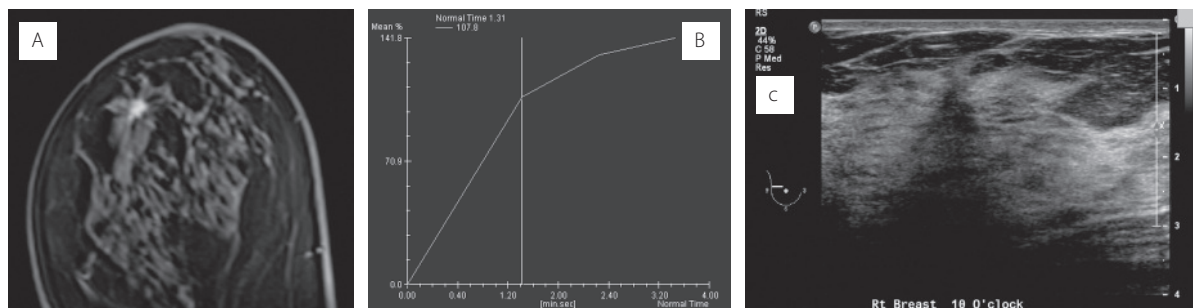 A
B
Normal Time 1.31
Mean %
107.8
141.8
70.9
0.0
0.00
0.40
1.20
2.00
2.40
3.20
4.00
[min.sec]
Normal Time
C
RS
2D
44%
C 58
P Med
Res
0
1
2
3
4
Rt Breast 10 O'clock